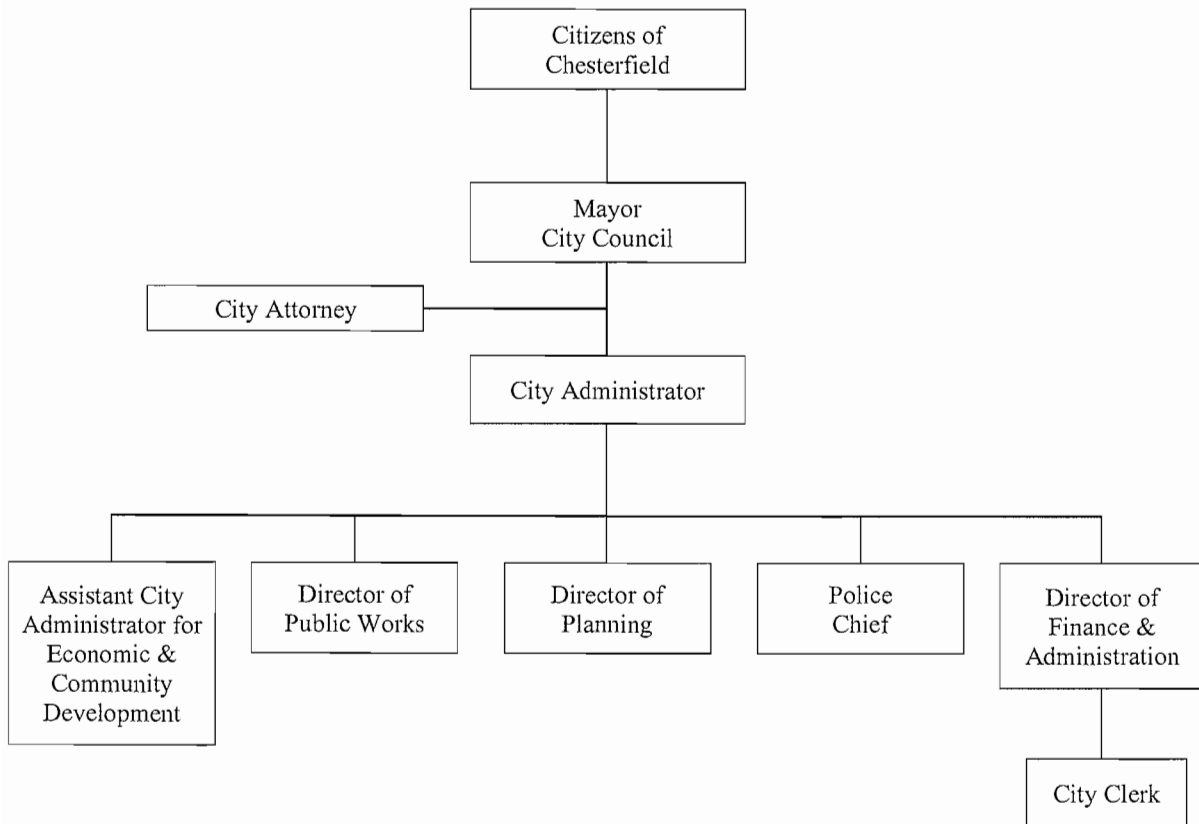 Citizens of
Chesterfield
Mayor
City Council
City Attorney
City Administrator
Assistant City
Administrator for
Economic &
Community
Development
Director of
Public Works
Director of
Planning
Police
Chief
Director of
Finance &
Administration
City Clerk